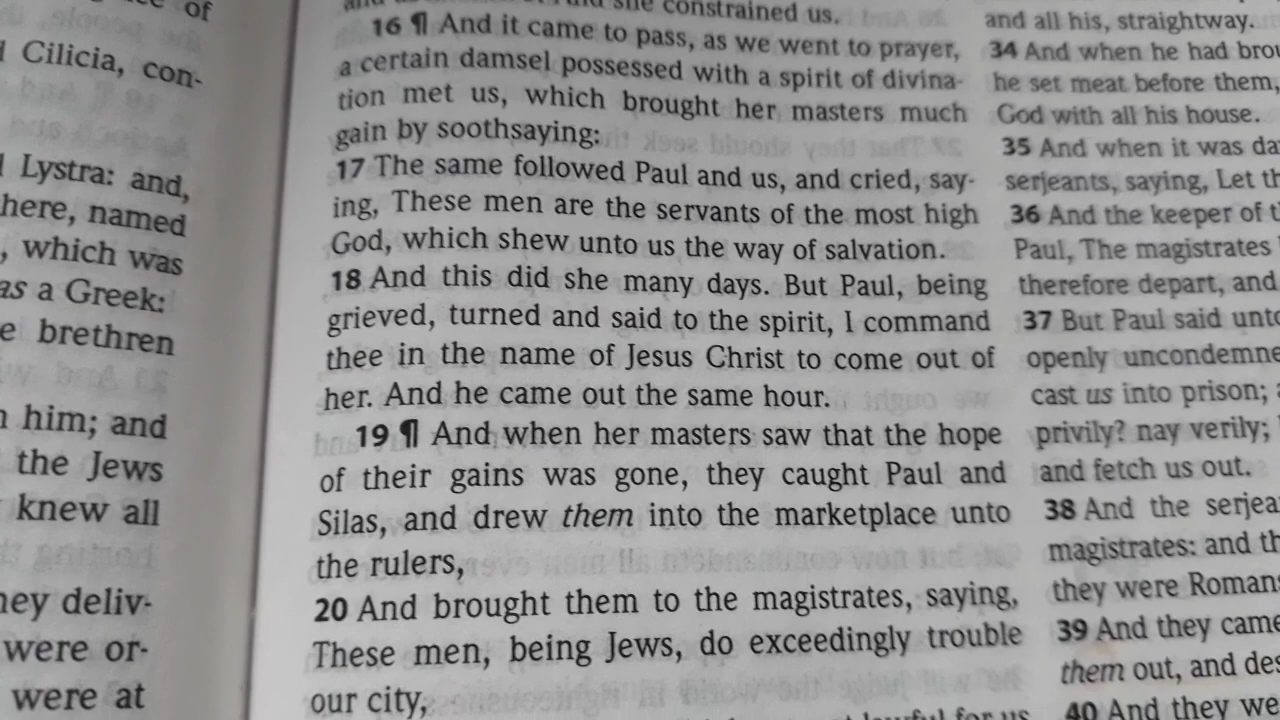 of
Cilicia, con-
Lystra: and,
here, named
, which was
as a Greek:
e brethren
him; and
the Jews
knew all
hey deliv-
were or-
were at
she constrained us.
16 ¶ And it came to pass, as we went to prayer,
a certain damsel possessed with a spirit of divina-
tion met us, which brought her masters much
gain by soothsaying:
17 The same followed Paul and us, and cried, say-
ing, These men are the servants of the most high
God, which shew unto us the way of salvation.
18 And this did she many days. But Paul, being
grieved, turned and said to the spirit, I command
thee in the name of Jesus Christ to come out of
her. And he came out the same hour.
19 ¶ And when her masters saw that the hope
of their gains was gone, they caught Paul and
Silas, and drew them into the marketplace unto
the rulers,
20 And brought them to the magistrates, saying,
These men, being Jews, do exceedingly trouble
our city,
lawful for us
and all his, straightway.
34 And when he had brou
he set meat before them,
God with all his house.
35 And when it was da
serjeants, saying, Let th
36 And the keeper of t
Paul, The magistrates
therefore depart, and
37 But Paul said unto
openly uncondemne
cast us into prison;
privily? nay verily;
and fetch us out.
38 And the serjea
magistrates: and th
they were Romans
39 And they came
them out, and des
40 And they we